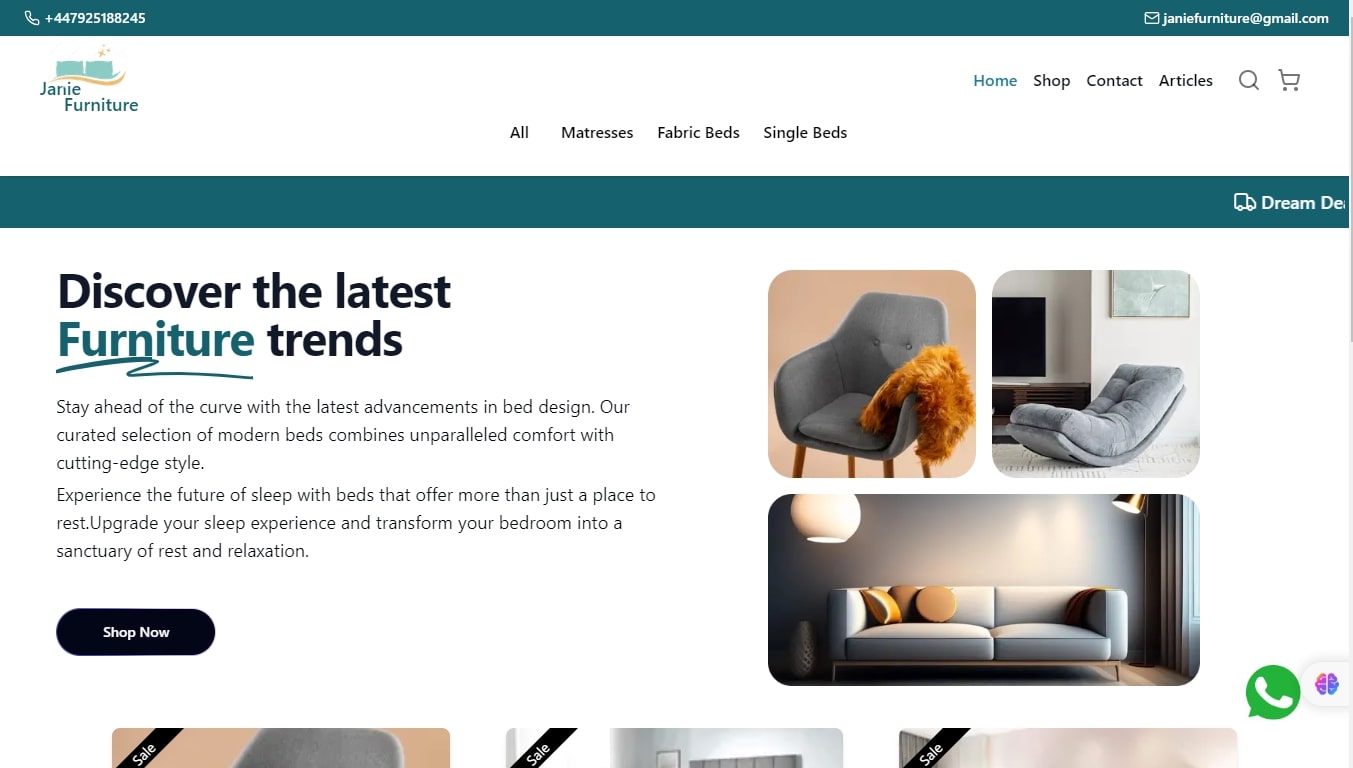 +447925188245
janiefurniture@gmail.com
Janie
Furniture
Home Shop Contact Articles
All Matresses Fabric Beds Single Beds
Dream
Discover the latest
Furniture trends
Stay ahead of the curve with the latest advancements in bed design. Our
curated selection of modern beds combines unparalleled comfort with
cutting-edge style.
Experience the future of sleep with beds that offer more than just a place to
rest.Upgrade your sleep experience and transform your bedroom into a
sanctuary of rest and relaxation.
Shop Now
Sale
Sale
Sale